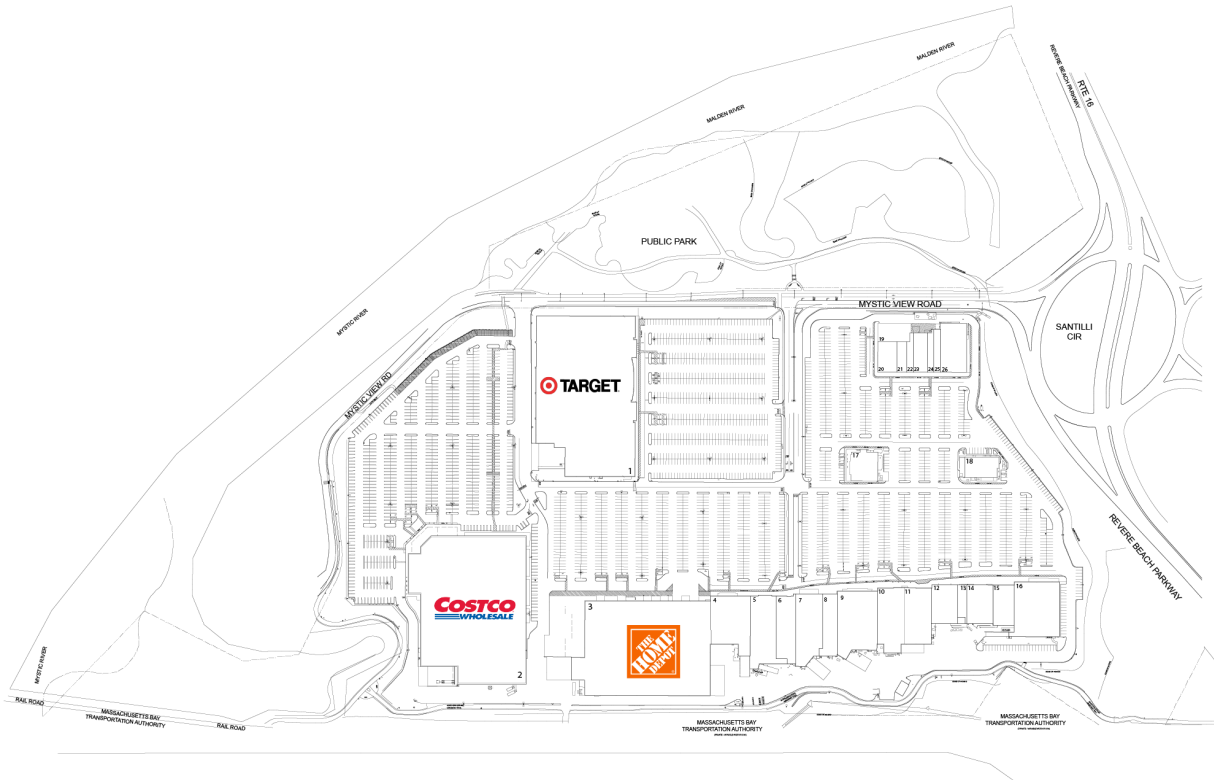 MALDEN RIVER
REVERE BEACH PARKWAY
RTE 16
MALDEN RIVER
PUBLIC PARK
MYSTIC RIVER
MYSTIC VIEW ROAD
SANTILLI
CIR
19
20
21
22
23
24
25
26
TARGET
MYSTIC VIEW RD
17
18
1
REVERE BEACH PARKWAY
COSTCO
WHOLESALE
2
3
THE
HOME
DEPOT
4
5
6
7
8
9
10
11
12
13
14
15
16
MYSTIC RIVER
RAIL ROAD
MASSACHUSETTS BAY
TRANSPORTATION AUTHORITY
RAIL ROAD
MASSACHUSETTS BAY
TRANSPORTATION AUTHORITY
MASSACHUSETTS BAY
TRANSPORTATION AUTHORITY